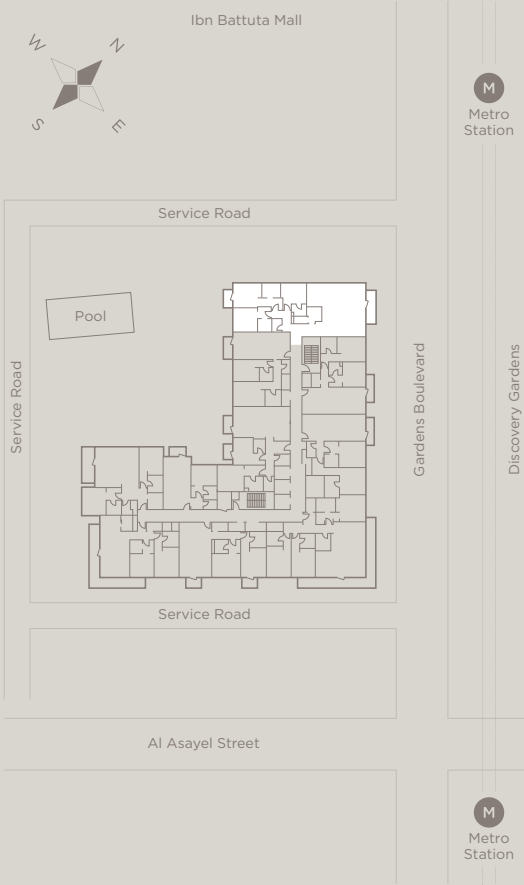 Ibn Battuta Mall
W
N
S
E
M
Metro
Station
Service Road
Pool
Service Road
Gardens Boulevard
Discovery Gardens
Service Road
Al Asayel Street
M
Metro
Station